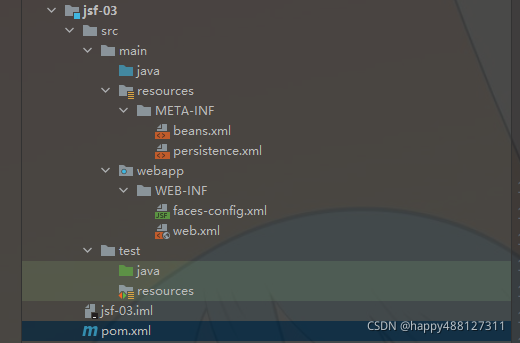 jsf-03
src
main
java
resources
META-INF
beans.xml
persistence.xml
webapp
WEB-INF
faces-config.xml
web.xml
test
java
resources
jsf-03.iml
pom.xml
CSDN @happy488127311